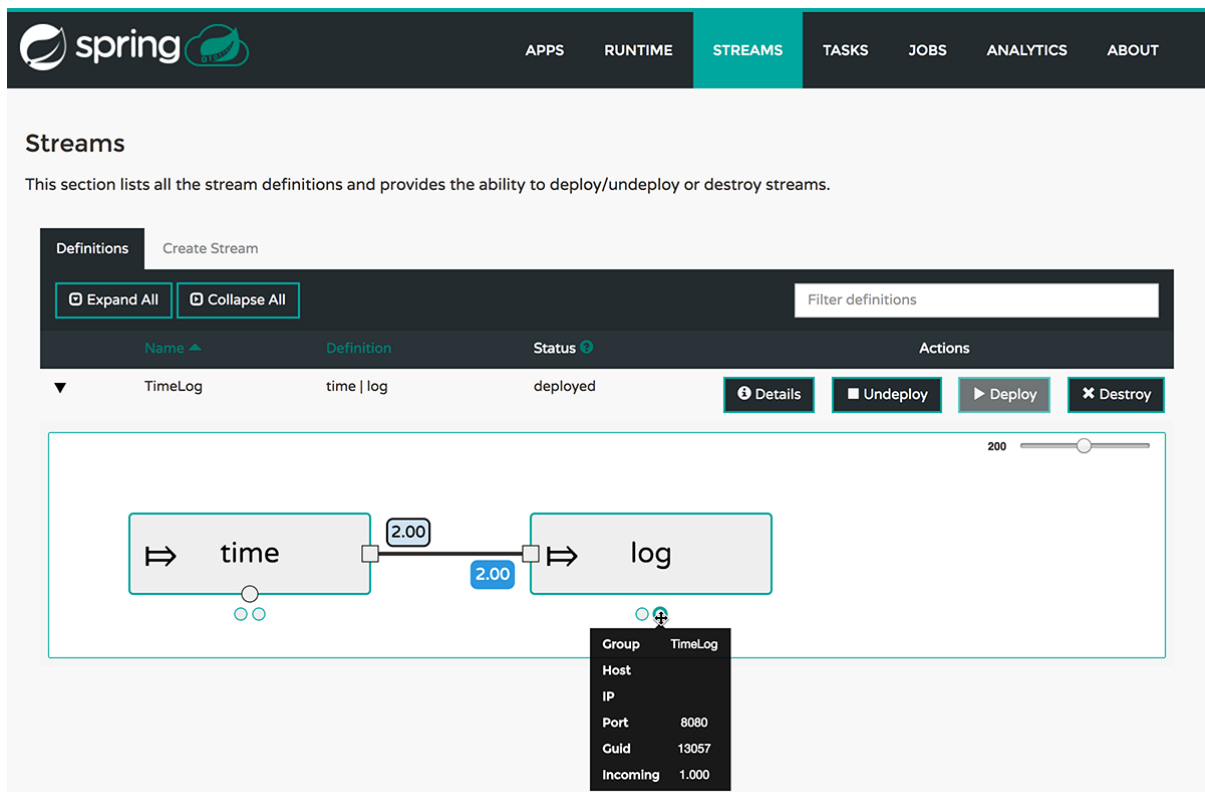 spring
APPS RUNTIME STREAMS TASKS JOBS ANALYTICS ABOUT
Streams
This section lists all the stream definitions and provides the ability to deploy/undeploy or destroy streams.
Definitions Create Stream
Expand All Collapse All Filter definitions
Name Definition Status Actions
TimeLog time | log deployed Details Undeploy Deploy Destroy
200
2.00
time log
2.00
Group TimeLog
Host
IP
Port 8080
Guid 13057
Incoming 1.000